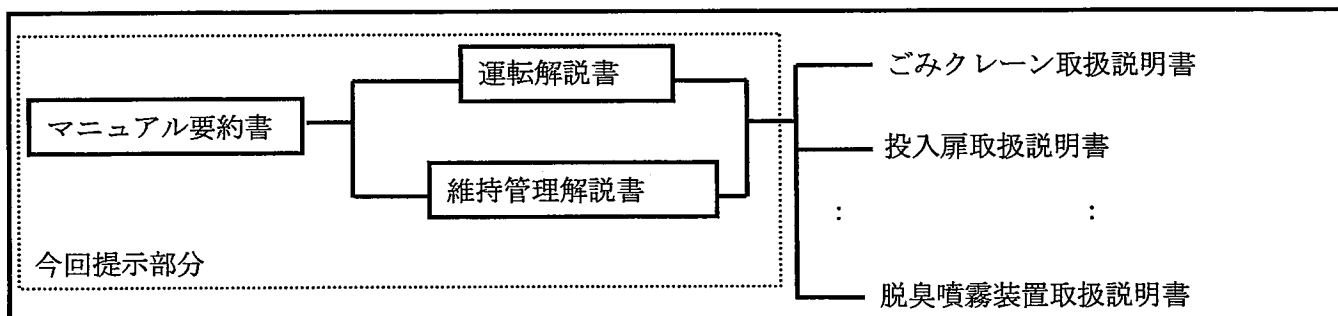 運転解説書
ごみクレーン取扱説明書
マニュアル要約書
投入扉取扱説明書
維持管理解説書
:
:
今回提示部分
脱臭噴霧装置取扱説明書